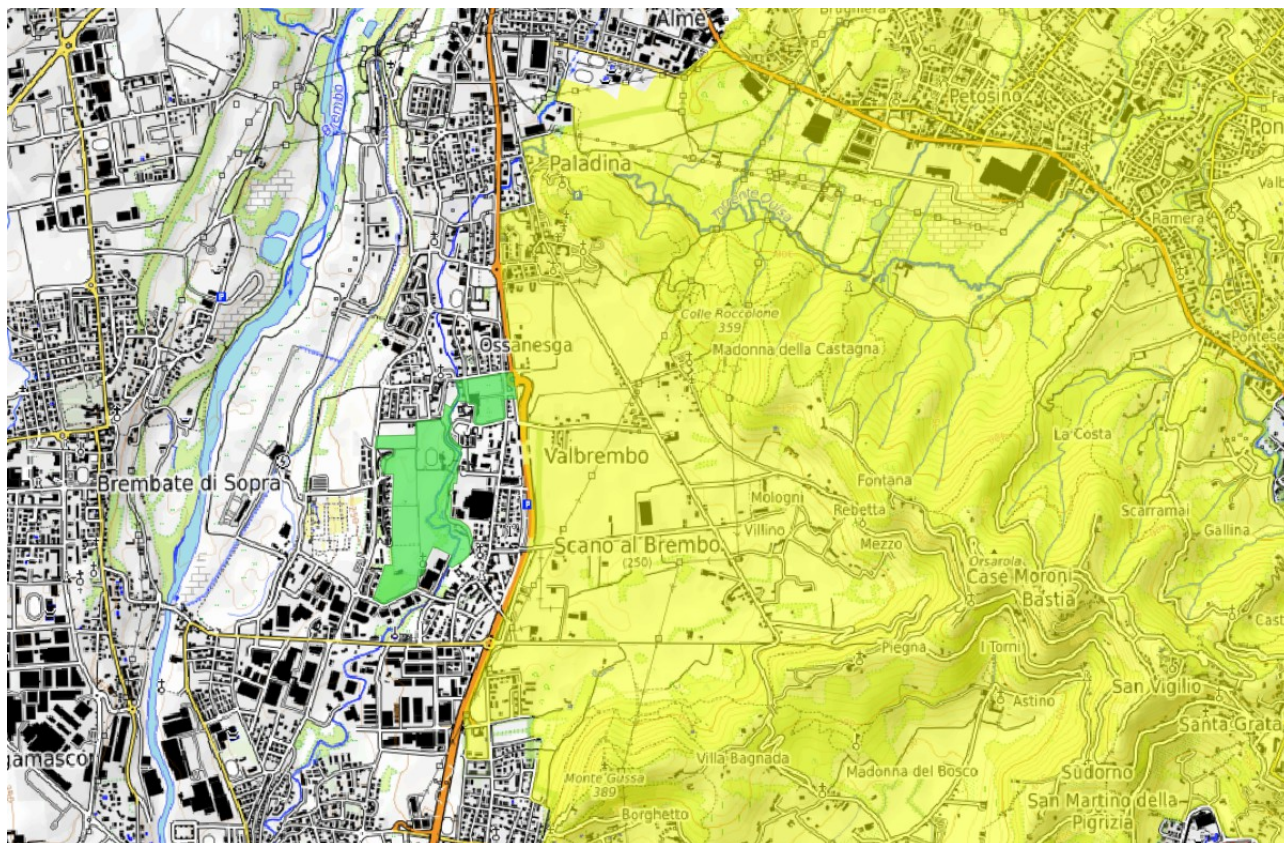 Almè
Brembo
Petosino
Paladina
Torrente Quisa
Ramera
Colle Roccolone
359
Ossanesga
Madonna della Castagna
La Costa
Valbrembo
Brembate di Sopra
Fontana
Mologni
Rebetta
Scarramai
Villino
Mezzo
Gallina
Scano al Brembo
(250)
Orsarola
Case Moroni
Bastia
Piegna
I Torni
San Vigilio
Astino
Santa Grata
gamasco
Villa Bagnada
Madonna del Bosco
Sudorno
Monte Gussa
389
San Martino della
Pigrizia
Borghetto